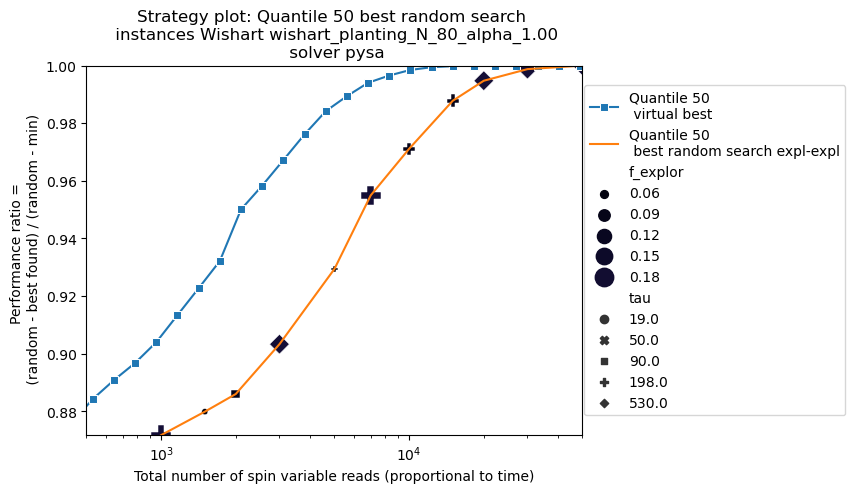 Strategy plot: Quantile 50 best random search
instances Wishart wishart_planting_N_80_alpha_1.00
solver pysa
Performance ratio =
(random - best found) / (random - min)
1.00
0.98
0.96
0.94
0.92
0.90
0.88
10^3
10^4
Total number of spin variable reads (proportional to time)
Quantile 50
virtual best
Quantile 50
best random search expl-expl
f_explor
0.06
0.09
0.12
0.15
0.18
tau
19.0
50.0
90.0
198.0
530.0